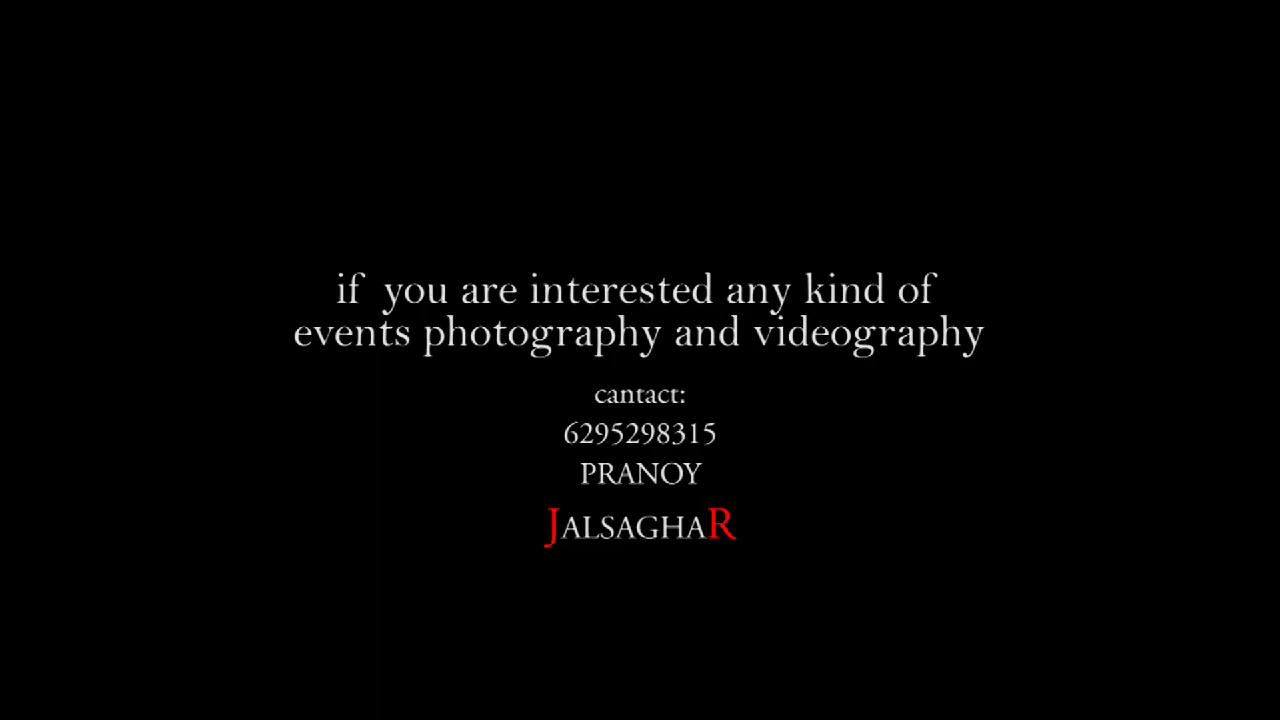 if you are interested any kind of
events photography and videography
cantact:
6295298315
PRANOY
JALSAGHAR